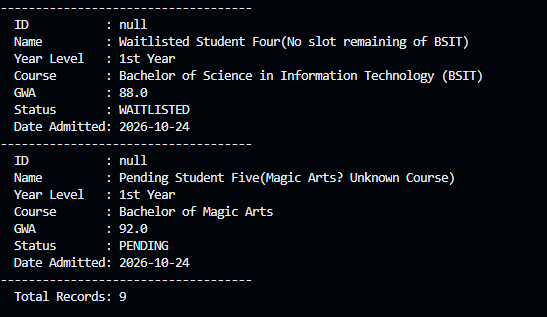 ------------------------------------
ID          : null
Name        : Waitlisted Student Four(No slot remaining of BSIT)
Year Level  : 1st Year
Course      : Bachelor of Science in Information Technology (BSIT)
GWA         : 88.0
Status      : WAITLISTED
Date Admitted: 2026-10-24
------------------------------------
ID          : null
Name        : Pending Student Five(Magic Arts? Unknown Course)
Year Level  : 1st Year
Course      : Bachelor of Magic Arts
GWA         : 92.0
Status      : PENDING
Date Admitted: 2026-10-24
------------------------------------
Total Records: 9